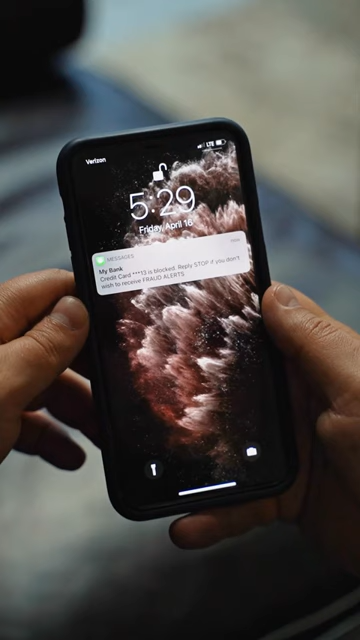 Verizon
LTE
5:29
Friday, April 16
MESSAGES
now
My Bank
Credit Card ***13 is blocked. Reply STOP if you don't
wish to receive FRAUD ALERTS